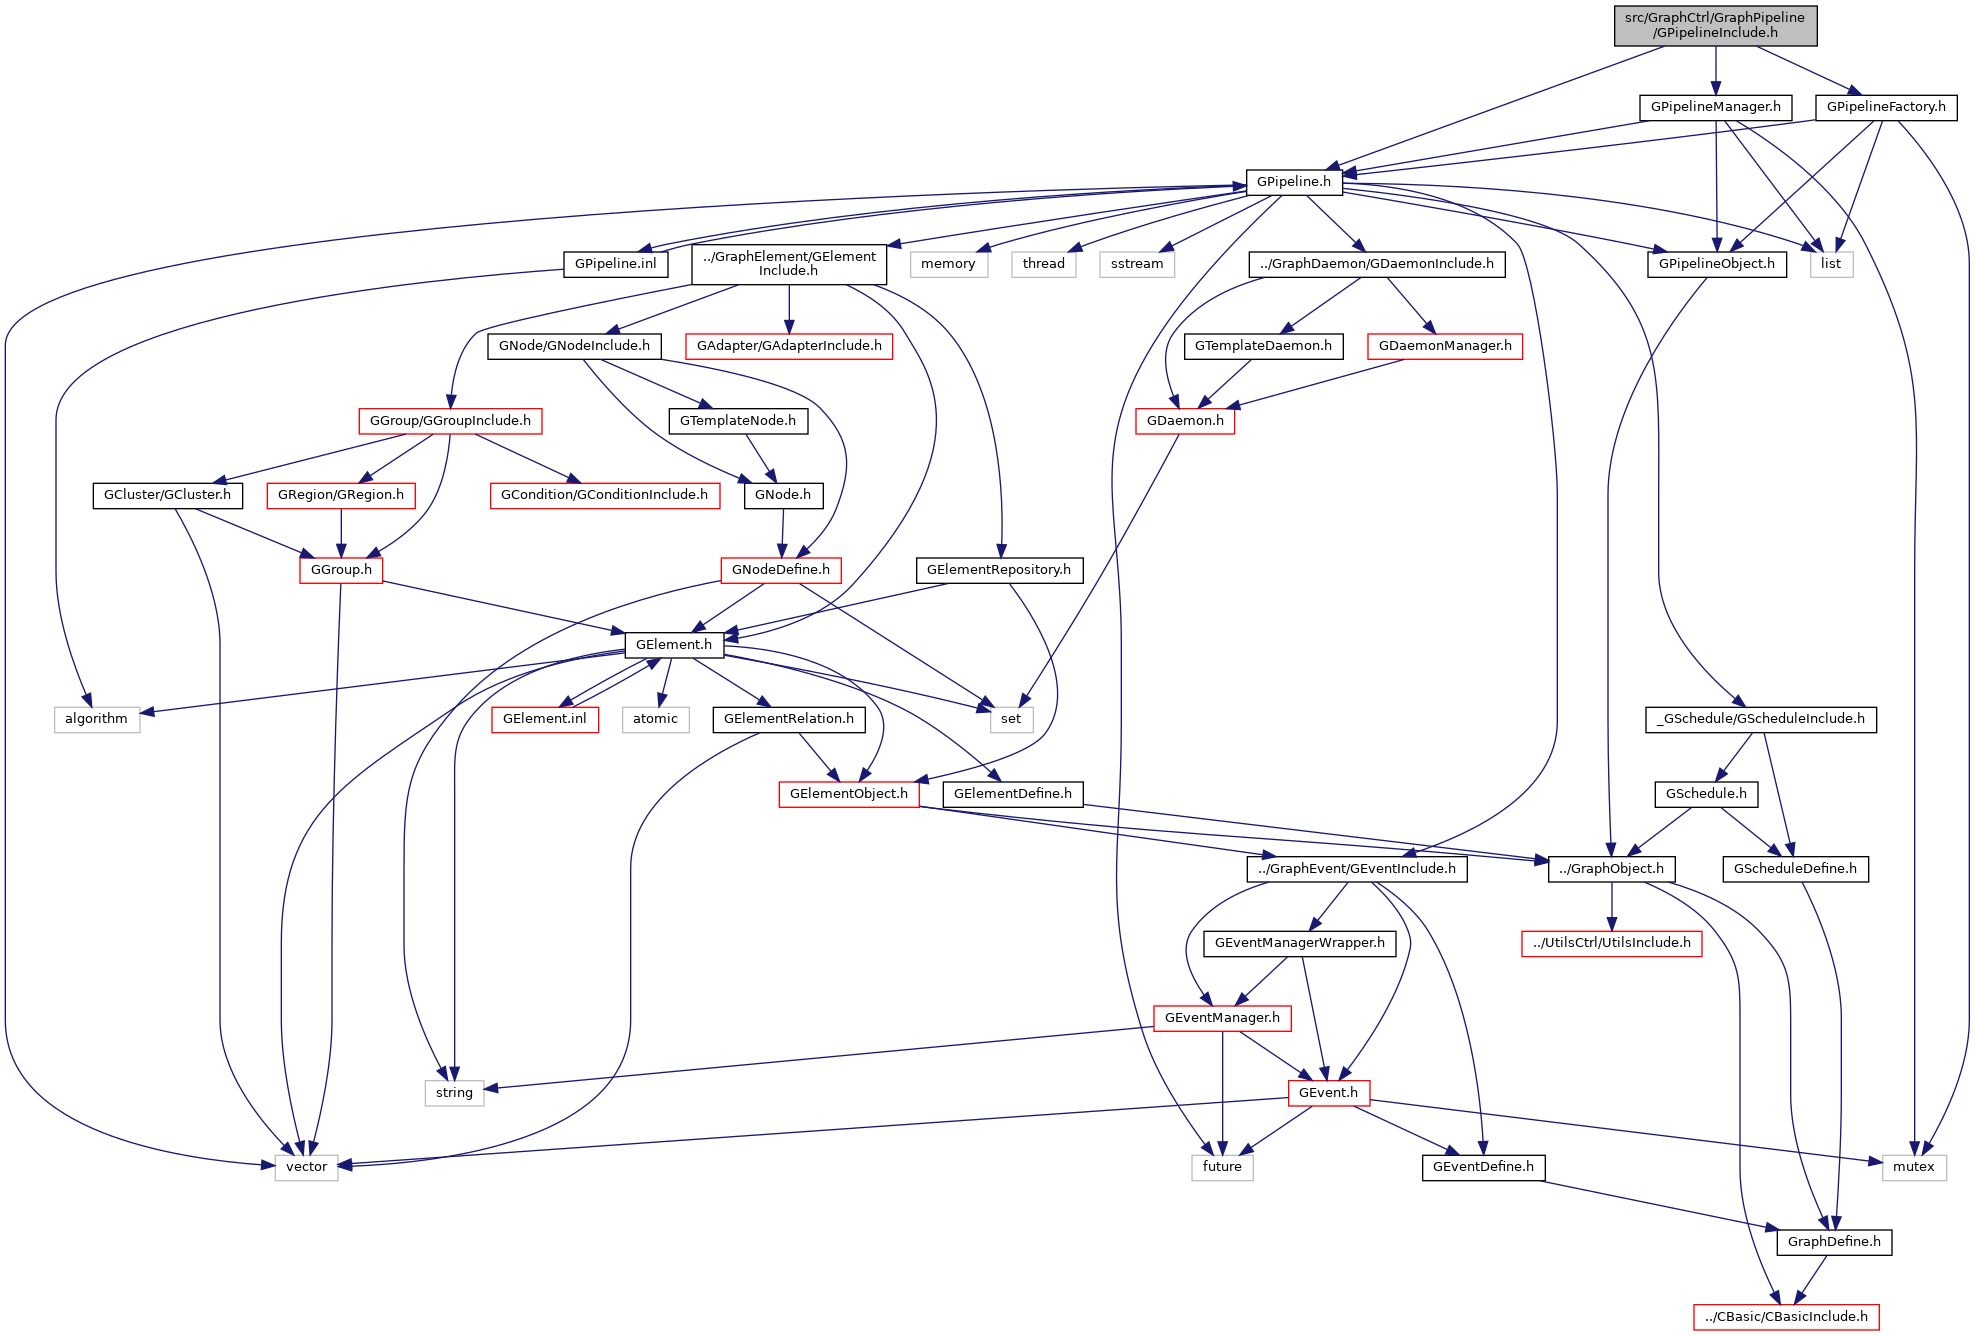 src/GraphCtrl/GraphPipeline
/GPipelineInclude.h
GPipelineManager.h
GPipelineFactory.h
GPipeline.h
GPipeline.inl
../GraphElement/GElement
Include.h
memory
thread
sstream
../GraphDaemon/GDaemonInclude.h
GPipelineObject.h
list
GNode/GNodeInclude.h
GAdapter/GAdapterInclude.h
GTemplateDaemon.h
GDaemonManager.h
GGroup/GGroupInclude.h
GTemplateNode.h
GDaemon.h
GCluster/GCluster.h
GRegion/GRegion.h
GCondition/GConditionInclude.h
GNode.h
GGroup.h
GNodeDefine.h
GElementRepository.h
GElement.h
algorithm
GElement.inl
atomic
GElementRelation.h
set
_GSchedule/GScheduleInclude.h
GElementObject.h
GElementDefine.h
GSchedule.h
../GraphEvent/GEventInclude.h
../GraphObject.h
GScheduleDefine.h
GEventManagerWrapper.h
../UtilsCtrl/UtilsInclude.h
GEventManager.h
string
GEvent.h
vector
future
GEventDefine.h
mutex
GraphDefine.h
../CBasic/CBasicInclude.h